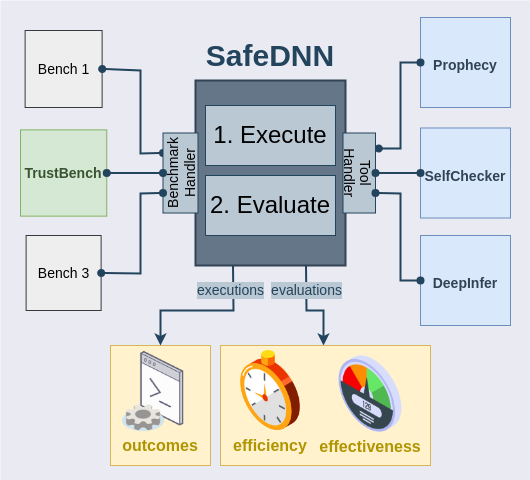 SafeDNN
Bench 1
TrustBench
Bench 3
Benchmark
Handler
1. Execute
2. Evaluate
Tool
Handler
Prophecy
SelfChecker
DeepInfer
executions
evaluations
outcomes
efficiency
effectiveness